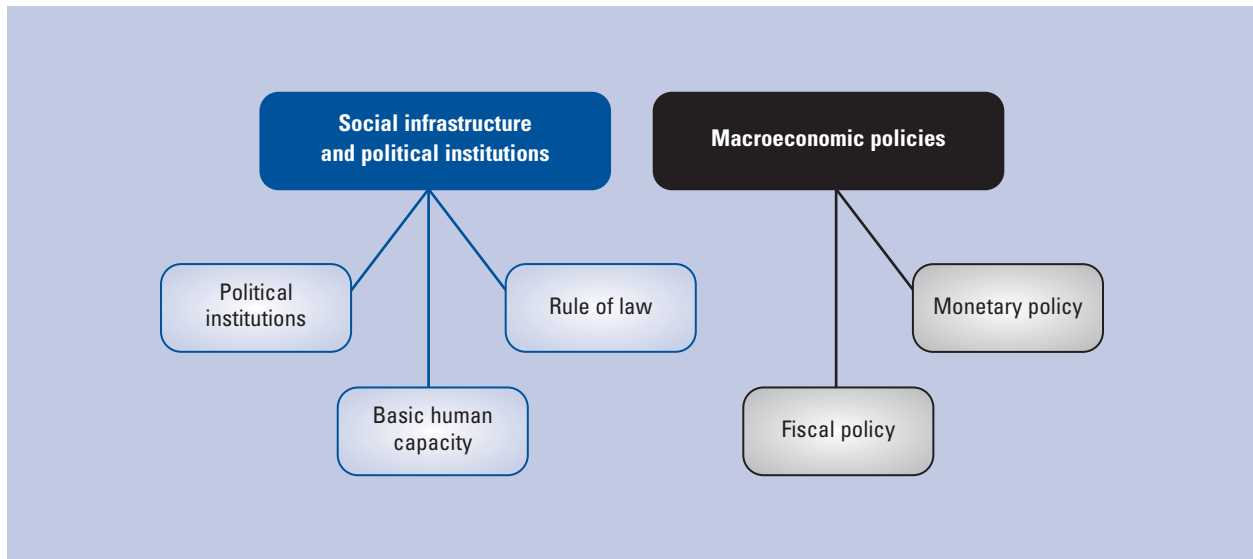 Social infrastructure
and political institutions
Macroeconomic policies
Political
institutions
Rule of law
Monetary policy
Basic human
capacity
Fiscal policy